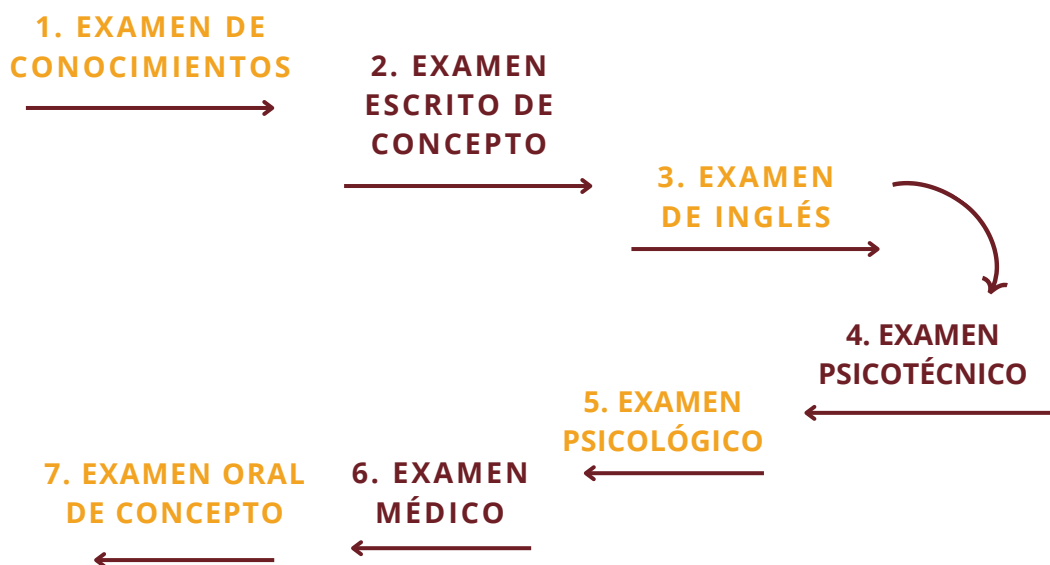 1. EXAMEN DE
CONOCIMIENTOS
2. EXAMEN
ESCRITO DE
CONCEPTO
3. EXAMEN
DE INGLÉS
4. EXAMEN
PSICOTÉCNICO
5. EXAMEN
PSICOLÓGICO
6. EXAMEN
MÉDICO
7. EXAMEN ORAL
DE CONCEPTO